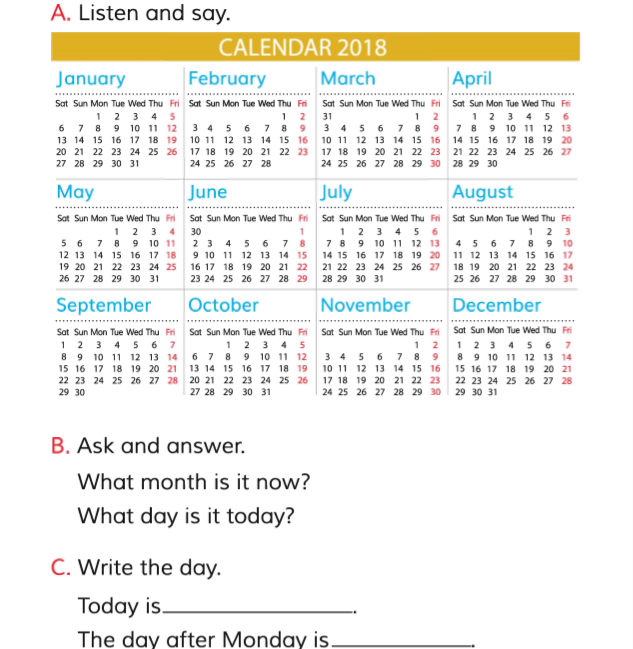 A. Listen and say.
CALENDAR 2018
January
Sat Sun Mon Tue Wed Thu Fri
1 2 3 4 5
6 7 8 9 10 11 12
13 14 15 16 17 18 19
20 21 22 23 24 25 26
27 28 29 30 31
February
Sat Sun Mon Tue Wed Thu Fri
1 2
3 4 5 6 7 8 9
10 11 12 13 14 15 16
17 18 19 20 21 22 23
24 25 26 27 28
March
Sat Sun Mon Tue Wed Thu Fri
31 1 2
3 4 5 6 7 8 9
10 11 12 13 14 15 16
17 18 19 20 21 22 23
24 25 26 27 28 29 30
April
Sat Sun Mon Tue Wed Thu Fri
1 2 3 4 5 6
7 8 9 10 11 12 13
14 15 16 17 18 19 20
21 22 23 24 25 26 27
28 29 30
May
Sat Sun Mon Tue Wed Thu Fri
1 2 3 4
5 6 7 8 9 10 11
12 13 14 15 16 17 18
19 20 21 22 23 24 25
26 27 28 29 30 31
June
Sat Sun Mon Tue Wed Thu Fri
30 1
2 3 4 5 6 7 8
9 10 11 12 13 14 15
16 17 18 19 20 21 22
23 24 25 26 27 28 29
July
Sat Sun Mon Tue Wed Thu Fri
1 2 3 4 5 6
7 8 9 10 11 12 13
14 15 16 17 18 19 20
21 22 23 24 25 26 27
28 29 30 31
August
Sat Sun Mon Tue Wed Thu Fri
1 2 3
4 5 6 7 8 9 10
11 12 13 14 15 16 17
18 19 20 21 22 23 24
25 26 27 28 29 30 31
September
Sat Sun Mon Tue Wed Thu Fri
1 2 3 4 5 6 7
8 9 10 11 12 13 14
15 16 17 18 19 20 21
22 23 24 25 26 27 28
29 30
October
Sat Sun Mon Tue Wed Thu Fri
1 2 3 4 5
6 7 8 9 10 11 12
13 14 15 16 17 18 19
20 21 22 23 24 25 26
27 28 29 30 31
November
Sat Sun Mon Tue Wed Thu Fri
1 2
3 4 5 6 7 8 9
10 11 12 13 14 15 16
17 18 19 20 21 22 23
24 25 26 27 28 29 30
December
Sat Sun Mon Tue Wed Thu Fri
1 2 3 4 5 6 7
8 9 10 11 12 13 14
15 16 17 18 19 20 21
22 23 24 25 26 27 28
29 30 31
B. Ask and answer.
What month is it now?
What day is it today?
C. Write the day.
Today is_________________.
The day after Monday is_____________.